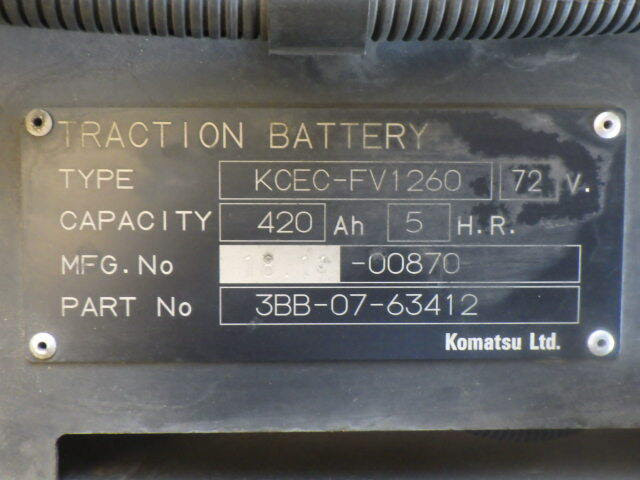 TRACTION BATTERY
TYPE KCEC-FV1260 72 V.
CAPACITY 420 Ah 5 H.R.
MFG.No -00870
PART No 3BB-07-63412
Komatsu Ltd.